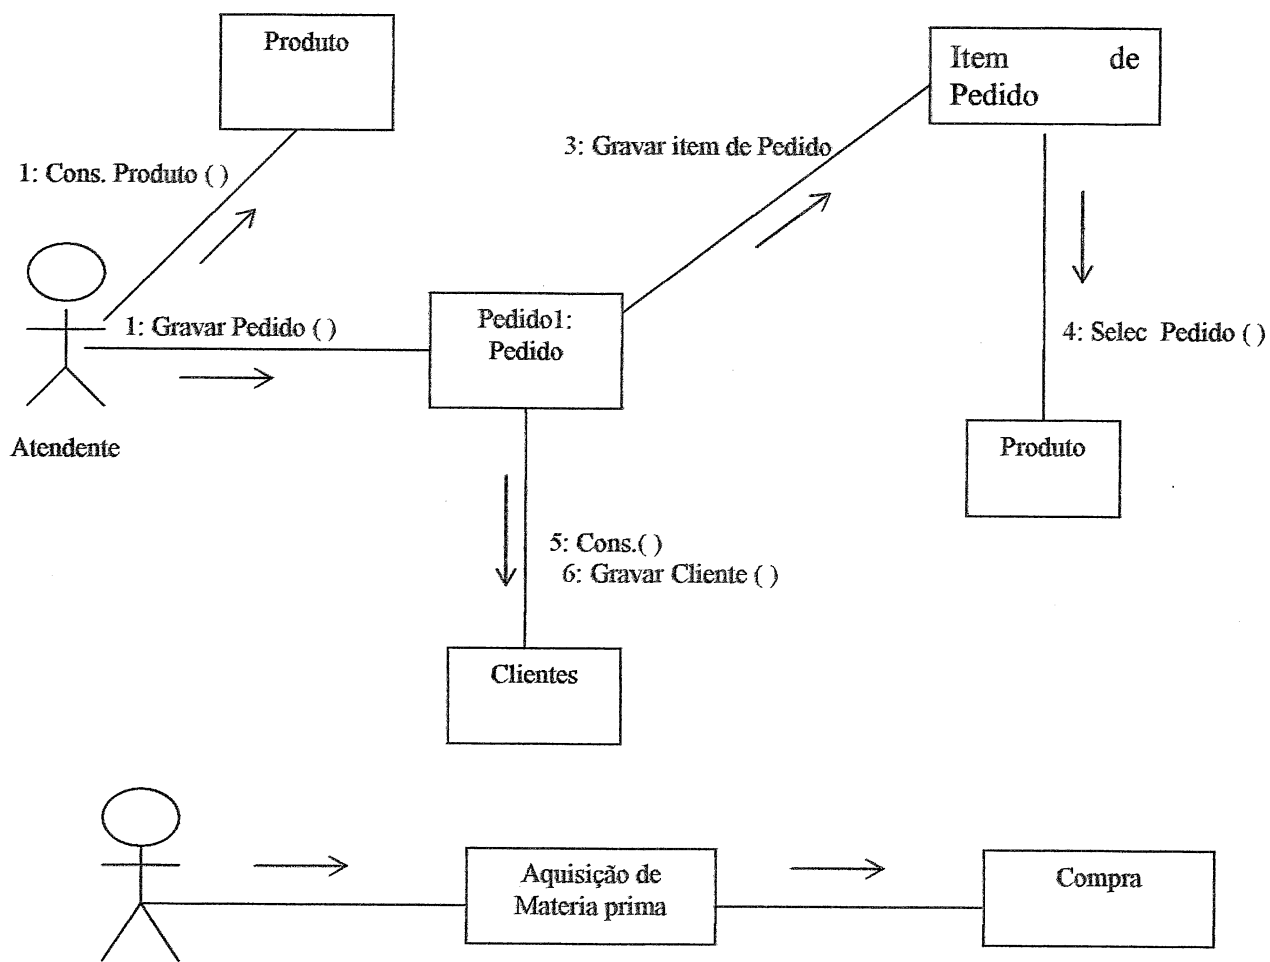 Produto
Item de
Pedido
3: Gravar item de Pedido
1: Cons. Produto ( )
1: Gravar Pedido ( )
Pedido1:
Pedido
4: Selec Pedido ( )
Atendente
Produto
5: Cons.( )
6: Gravar Cliente ( )
Clientes
Aquisição de
Materia prima
Compra